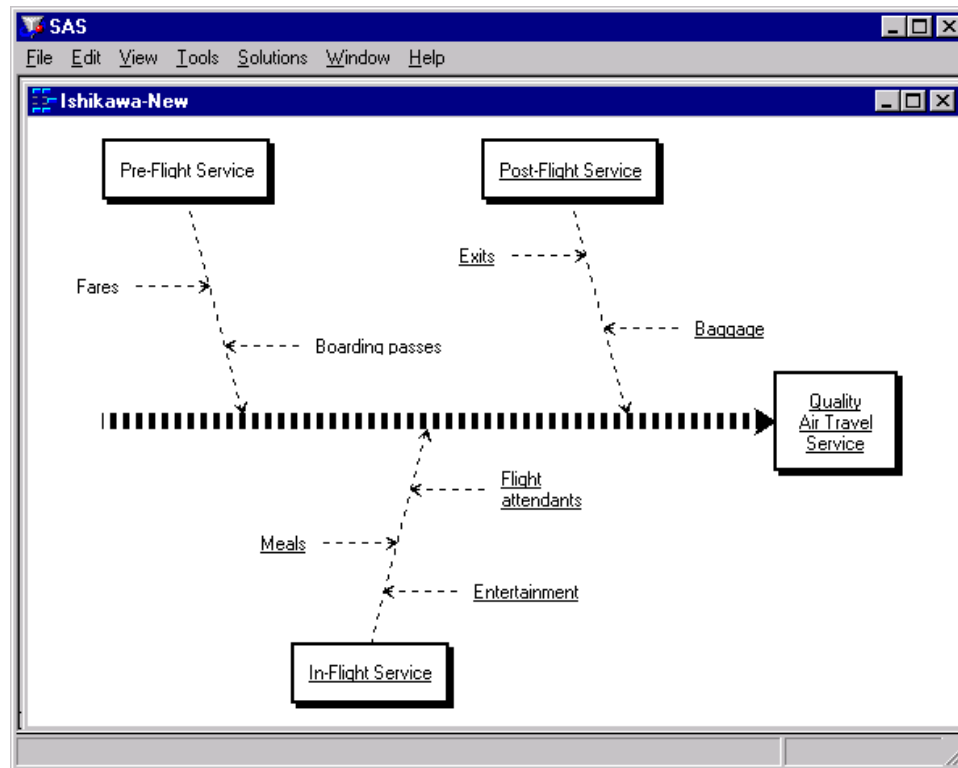 SAS
File Edit View Tools Solutions Window Help
Ishikawa-New
Pre-Flight Service
Post-Flight Service
Exits
Fares
Baggage
Boarding passes
Quality
Air Travel
Service
Flight
attendants
Meals
Entertainment
In-Flight Service